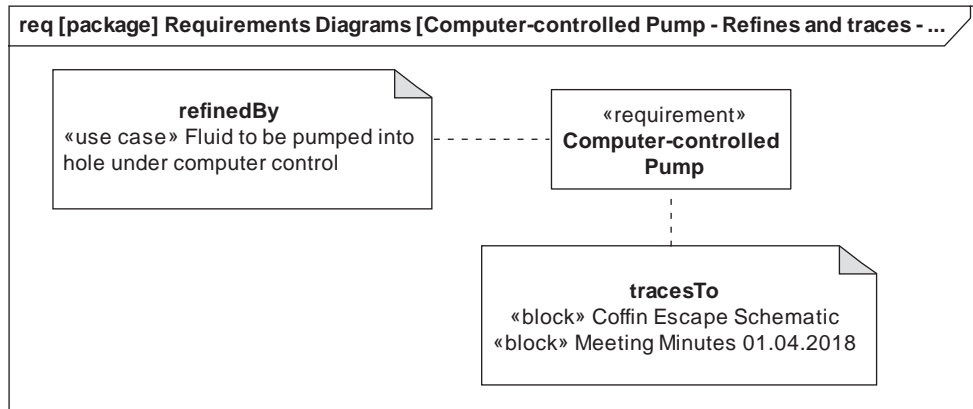 req [package] Requirements Diagrams [Computer-controlled Pump - Refines and traces - ...
refinedBy
«use case» Fluid to be pumped into
hole under computer control
«requirement»
Computer-controlled
Pump
tracesTo
«block» Coffin Escape Schematic
«block» Meeting Minutes 01.04.2018